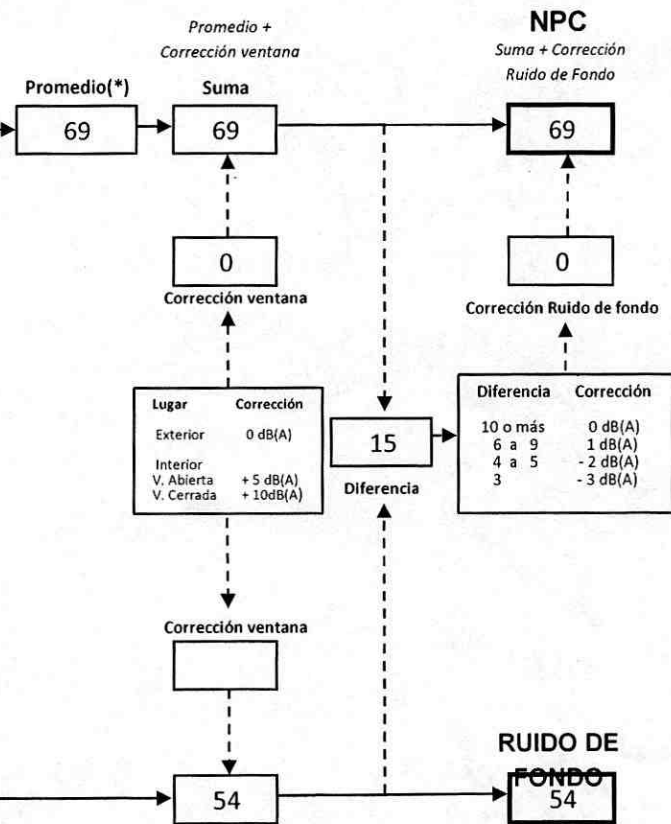 Promedio +
Corrección ventana
NPC
Suma + Corrección
Ruido de Fondo
Promedio(*)
Suma
69
69
69
0
0
Corrección ventana
Corrección Ruido de fondo
Lugar Corrección
Exterior 0 dB(A)
Interior
V. Abierta + 5 dB(A)
V. Cerrada + 10dB(A)
15
Diferencia
Diferencia Corrección
10 o más 0 dB(A)
6 a 9 1 dB(A)
4 a 5 - 2 dB(A)
3 - 3 dB(A)
Corrección ventana
54
RUIDO DE
FONDO
54